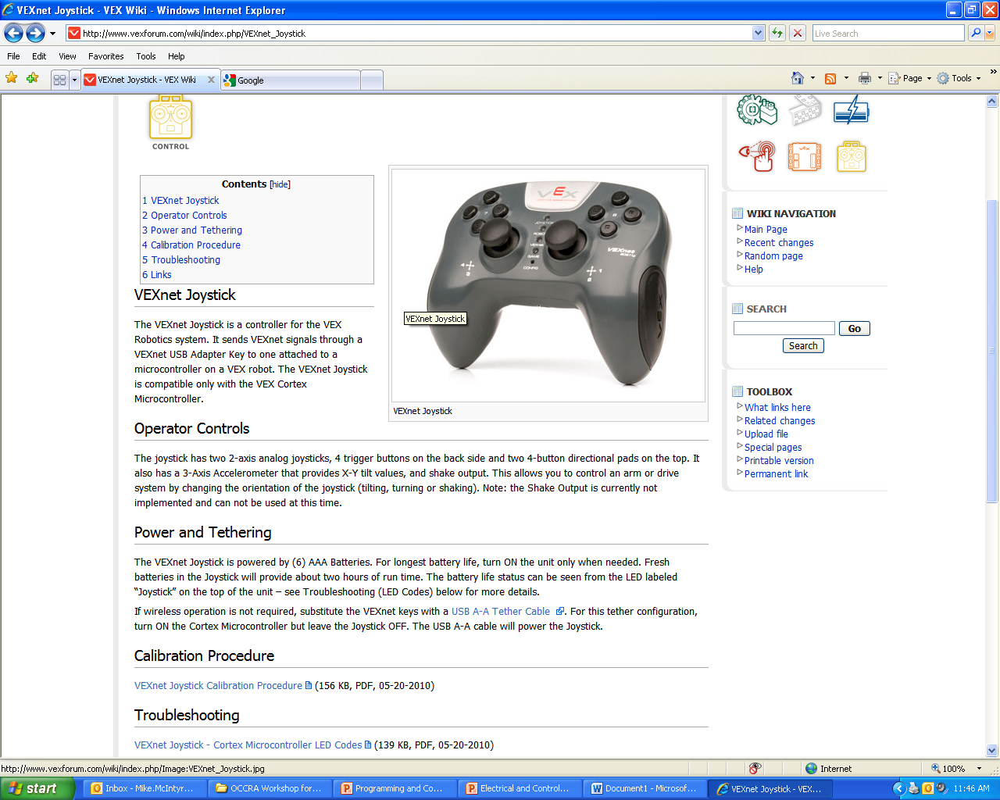 VEXnet Joystick - VEX Wiki - Windows Internet Explorer
http://www.vexforum.com/wiki/index.php/VEXnet_Joystick
Live Search
File Edit View Favorites Tools Help
VEXnet Joystick - VEX Wiki
Google
Page Tools
CONTROL
Contents [hide]
1 VEXnet Joystick
2 Operator Controls
3 Power and Tethering
4 Calibration Procedure
5 Troubleshooting
6 Links
VEXnet Joystick
The VEXnet Joystick is a controller for the VEX
Robotics system. It sends VEXnet signals through a
VEXnet USB Adapter Key to one attached to a
microcontroller on a VEX robot. The VEXnet Joystick
is compatible only with the VEX Cortex
Microcontroller.
VEX
JOYSTICK
ROBOT
VEXnet
GAME
CONFIG
VEXnet
VEX
VEXnet Joystick
VEXnet Joystick
Operator Controls
The joystick has two 2-axis analog joysticks, 4 trigger buttons on the back side and two 4-button directional pads on the top. It
also has a 3-Axis Accelerometer that provides X-Y tilt values, and shake output. This allows you to control an arm or drive
system by changing the orientation of the joystick (tilting, turning or shaking). Note: the Shake Output is currently not
implemented and can not be used at this time.
Power and Tethering
The VEXnet Joystick is powered by (6) AAA Batteries. For longest battery life, turn ON the unit only when needed. Fresh
batteries in the Joystick will provide about two hours of run time. The battery life status can be seen from the LED labeled
“Joystick” on the top of the unit – see Troubleshooting (LED Codes) below for more details.
If wireless operation is not required, substitute the VEXnet keys with a USB A-A Tether Cable . For this tether configuration,
turn ON the Cortex Microcontroller but leave the Joystick OFF. The USB A-A cable will power the Joystick.
Calibration Procedure
VEXnet Joystick Calibration Procedure (156 KB, PDF, 05-20-2010)
Troubleshooting
VEXnet Joystick - Cortex Microcontroller LED Codes (139 KB, PDF, 05-20-2010)
WIKI NAVIGATION
Main Page
Recent changes
Random page
Help
SEARCH
Go
Search
TOOLBOX
What links here
Related changes
Upload file
Special pages
Printable version
Permanent link
http://www.vexforum.com/wiki/index.php/Image:VEXnet_Joystick.jpg
Internet
100%
start
Inbox - Mike.McIntyr...
OCCRA Workshop for...
Programming and Co...
Electrical and Control...
Document1 - Microsof...
VEXnet Joystick - VEX...
11:46 AM